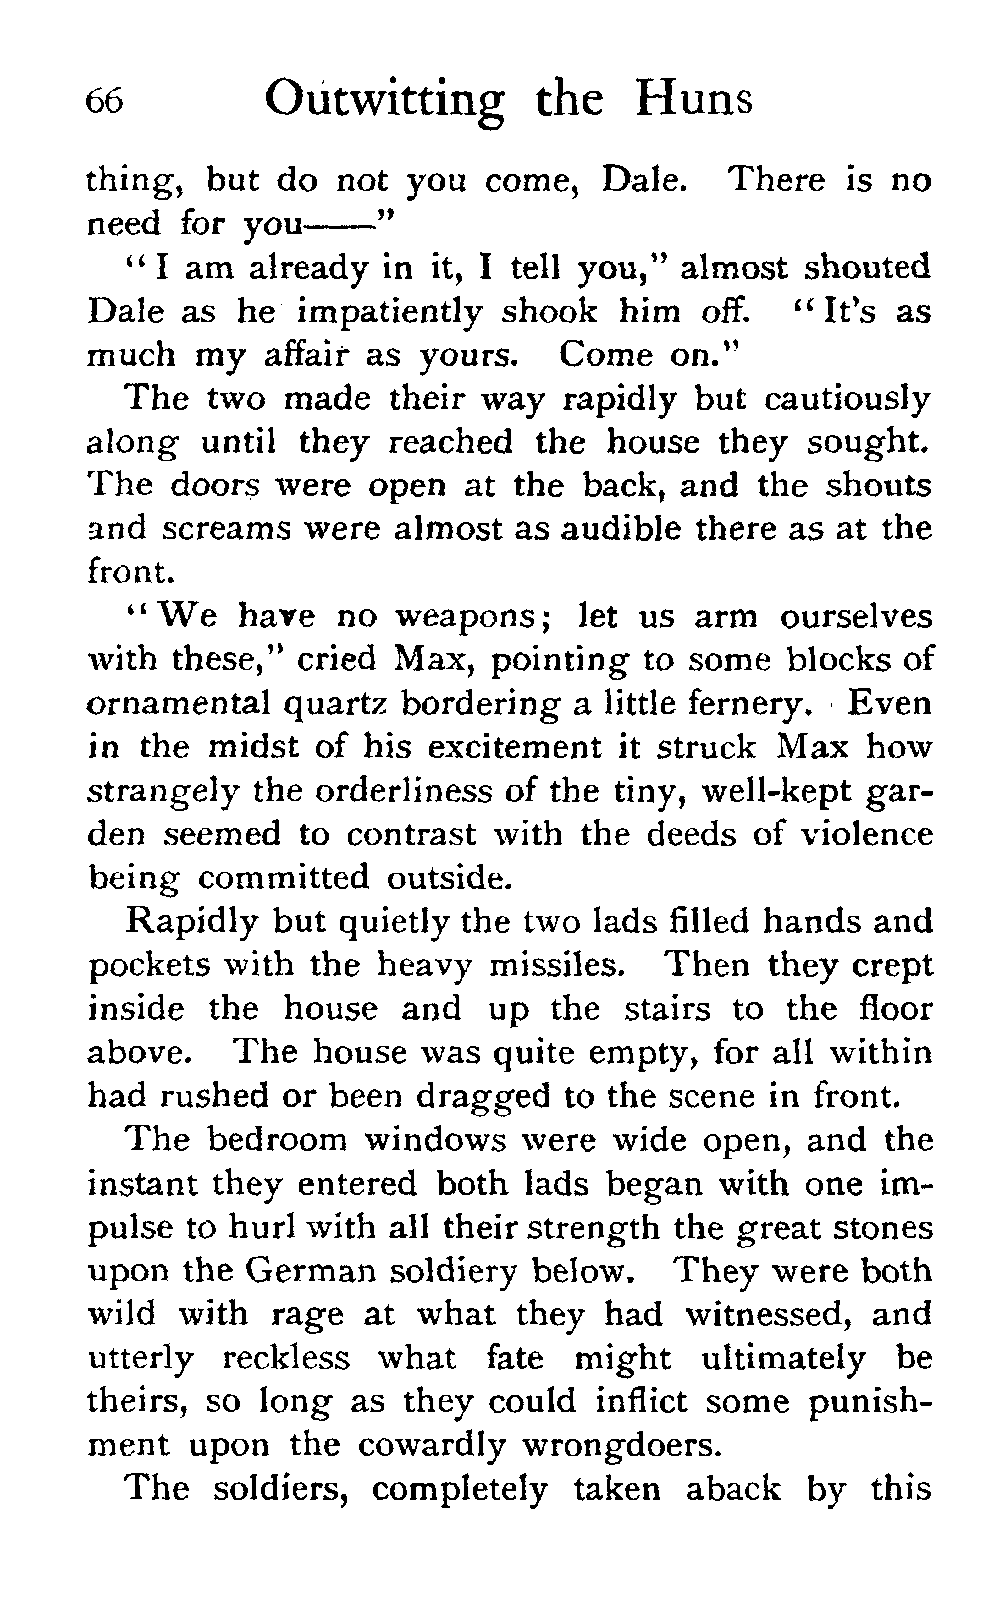 66 Outwitting the Huns
thing, but do not you come, Dale. There is no
need for you——"
"I am already in it, I tell you," almost shouted
Dale as he impatiently shook him off. "It's as
much my affair as yours. Come on."
The two made their way rapidly but cautiously
along until they reached the house they sought.
The doors were open at the back, and the shouts
and screams were almost as audible there as at the
front.
"We have no weapons; let us arm ourselves
with these," cried Max, pointing to some blocks of
ornamental quartz bordering a little fernery. Even
in the midst of his excitement it struck Max how
strangely the orderliness of the tiny, well-kept gar-
den seemed to contrast with the deeds of violence
being committed outside.
Rapidly but quietly the two lads filled hands and
pockets with the heavy missiles. Then they crept
inside the house and up the stairs to the floor
above. The house was quite empty, for all within
had rushed or been dragged to the scene in front.
The bedroom windows were wide open, and the
instant they entered both lads began with one im-
pulse to hurl with all their strength the great stones
upon the German soldiery below. They were both
wild with rage at what they had witnessed, and
utterly reckless what fate might ultimately be
theirs, so long as they could inflict some punish-
ment upon the cowardly wrongdoers.
The soldiers, completely taken aback by this